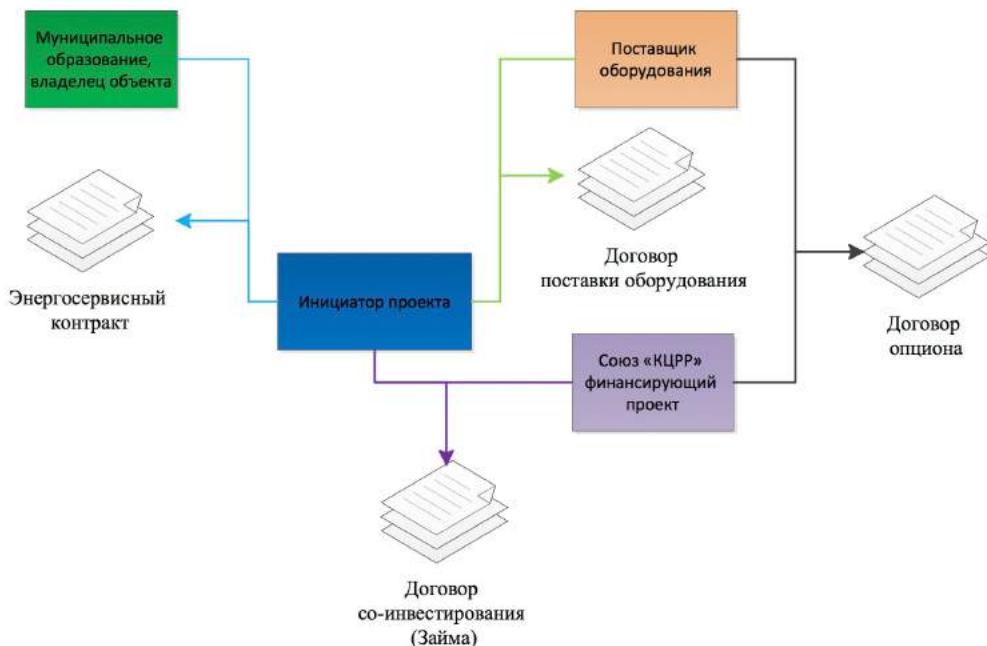 Муниципальное
образование,
владелец объекта
Поставщик
оборудования
Энергосервисный
контракт
Инициатор проекта
Договор
поставки оборудования
Договор
опциона
Союз «КЦРР»
финансирующий
проект
Договор
со-инвестирования
(Займа)